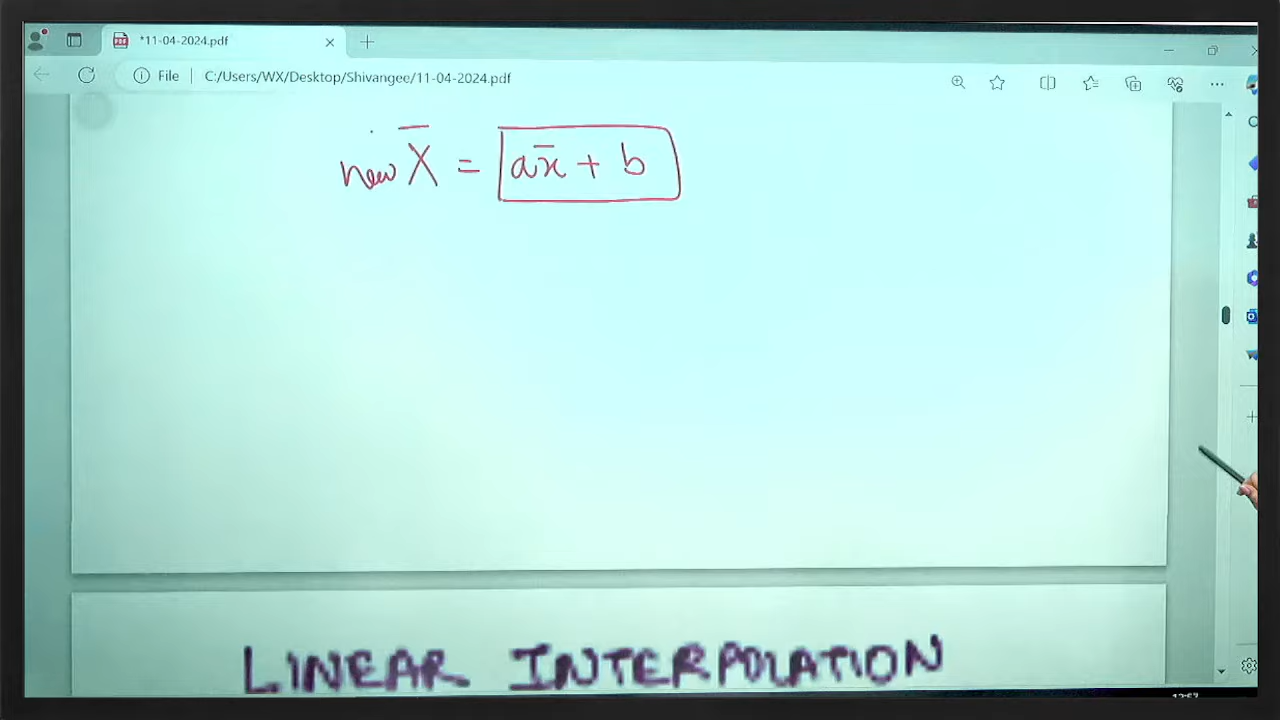 *11-04-2024.pdf
File C:/Users/WX/Desktop/Shivangee/11-04-2024.pdf
new X̄ = ax̄ + b
LINEAR INTERPOLATION